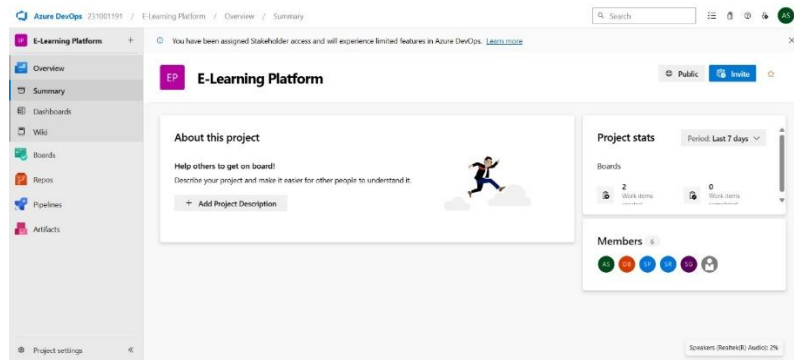 Azure DevOps 231001191 / E-Learning Platform / Overview / Summary
Search
AS
EP E-Learning Platform +
You have been assigned Stakeholder access and will experience limited features in Azure DevOps. Learn more
Overview
Summary
Dashboards
Wiki
Boards
Repos
Pipelines
Artifacts
Project settings
EP E-Learning Platform
Public
Invite
About this project
Help others to get on board!
Describe your project and make it easier for other people to understand it.
+ Add Project Description
Project stats
Period: Last 7 days
Boards
2
Work items
0
Work items
Members 6
AS DB SP SR SG
Speakers (Realtek(R) Audio): 2%